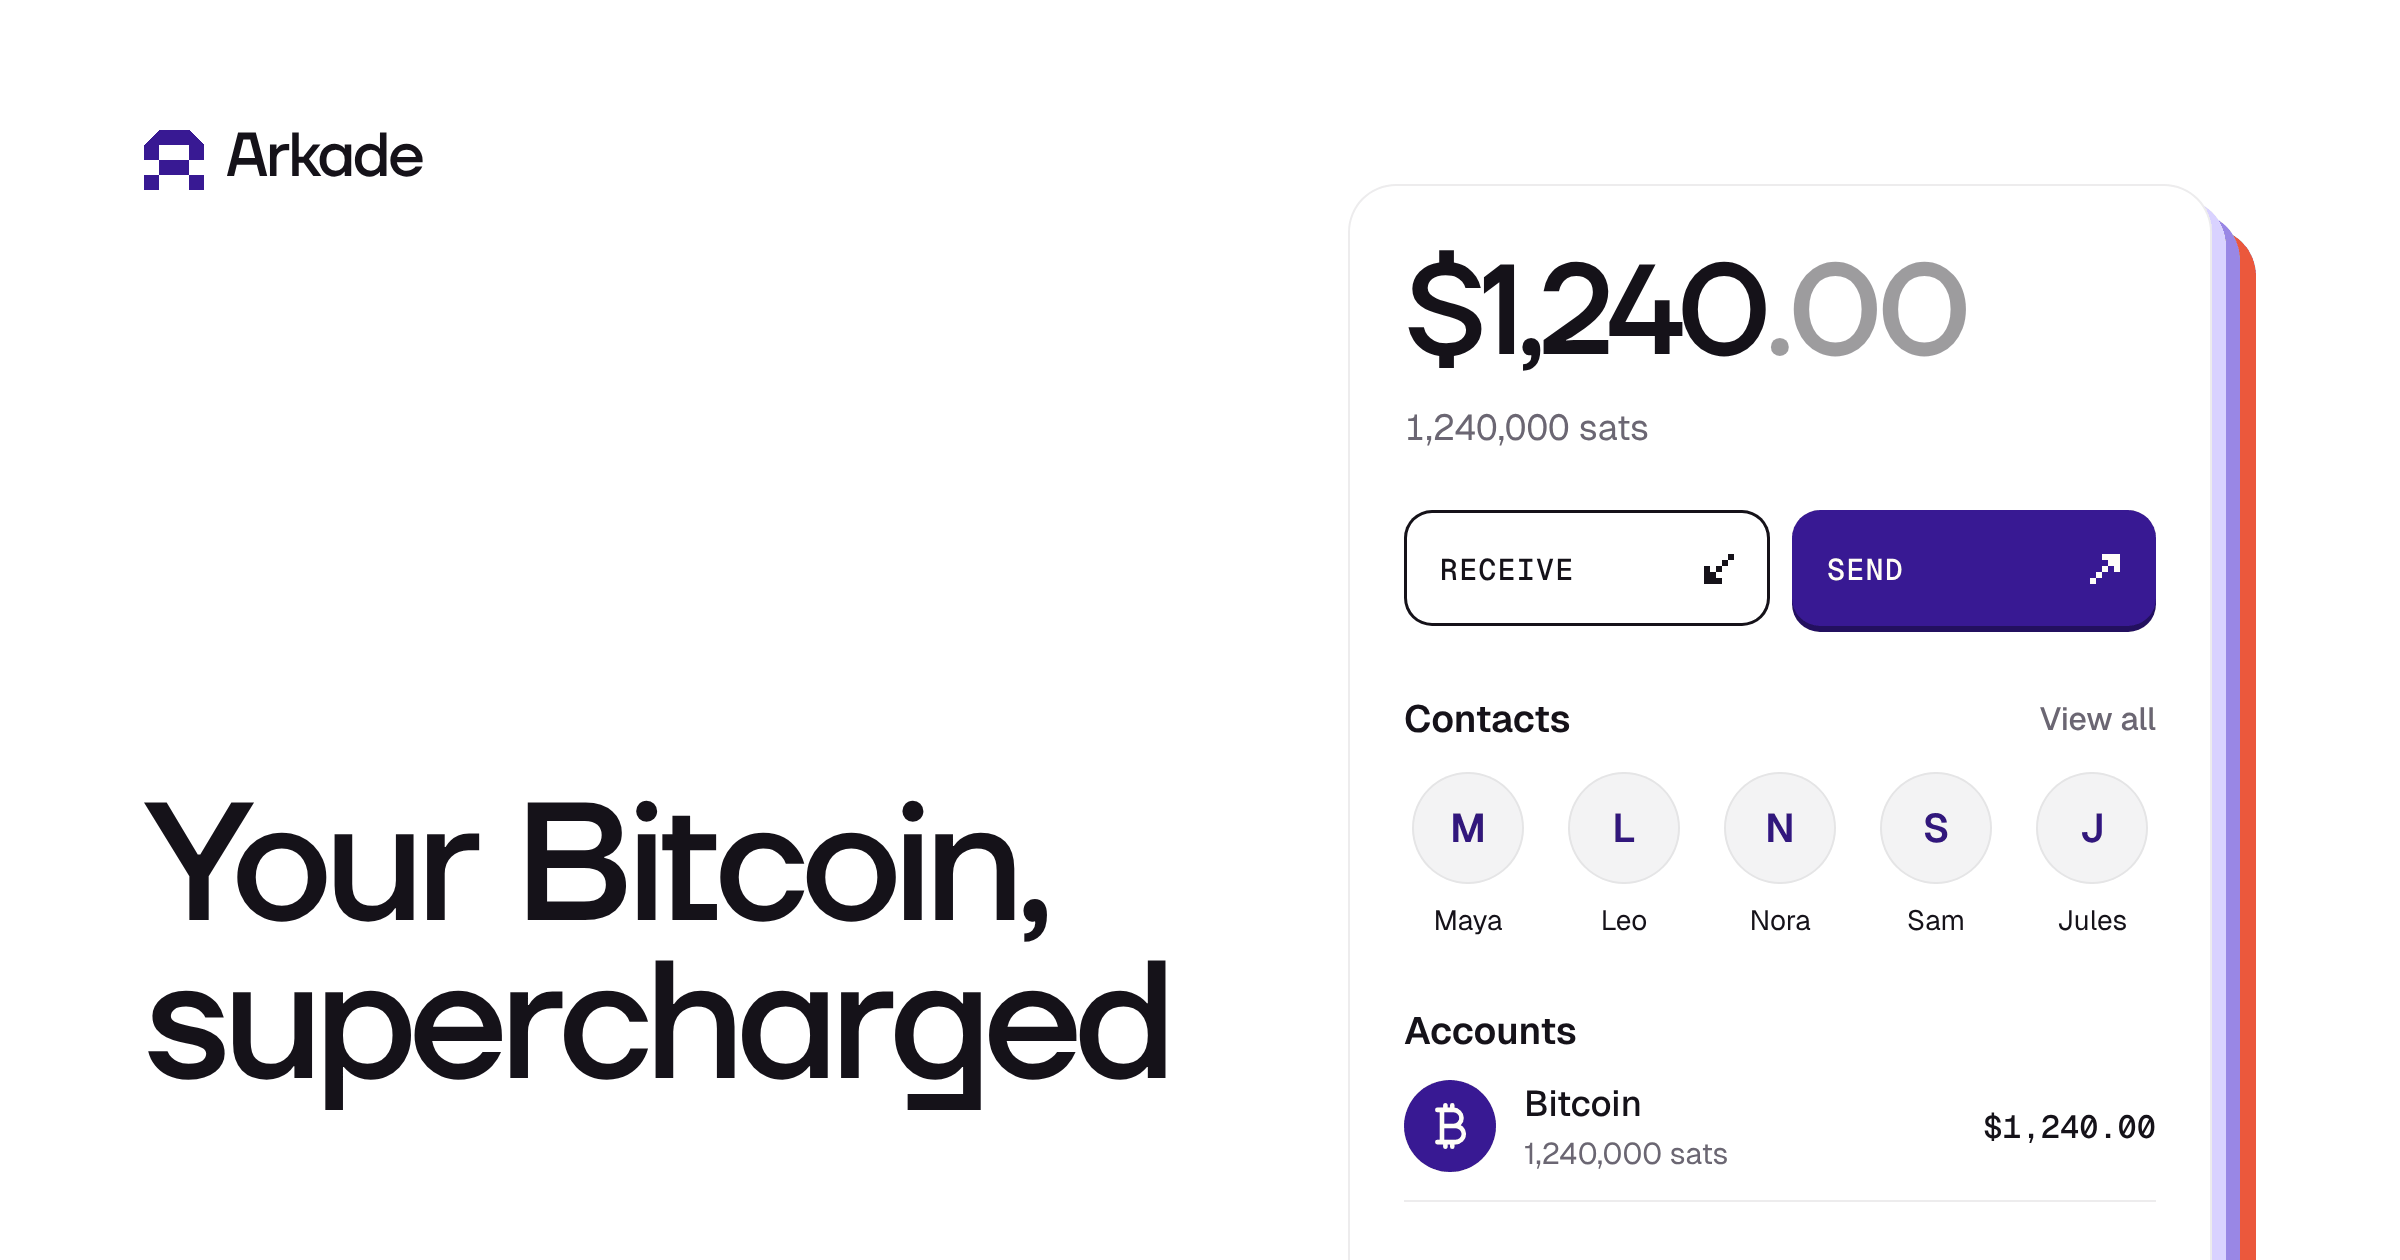 Arkade
Your Bitcoin,
supercharged
$1,240.00
1,240,000 sats
RECEIVE
SEND
Contacts
View all
M
L
N
S
J
Maya
Leo
Nora
Sam
Jules
Accounts
Bitcoin
1,240,000 sats
$1,240.00